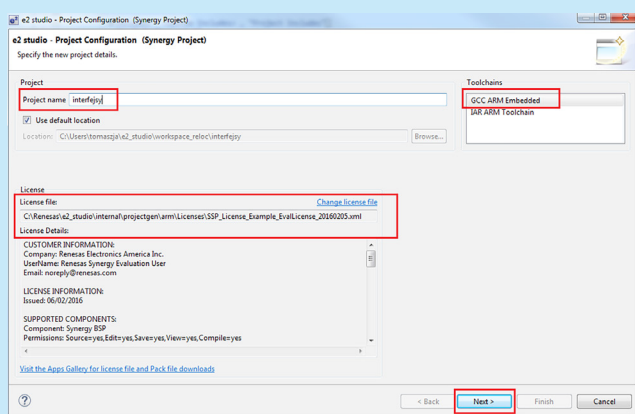 e2 studio - Project Configuration (Synergy Project)
e2 studio - Project Configuration (Synergy Project)
Specify the new project details.
Project
Toolchains
Project name interfejsy
GCC ARM Embedded
IAR ARM Toolchain
Use default location
Location: C:\Users\tomaszja\e2_studio\workspace_reloc\interfejsy Browse...
License
License file: Change license file
C:\Renesas\e2_studio\internal\projectgen\arm\Licenses\SSP_License_Example_EvalLicense_20160205.xml
License Details:
CUSTOMER INFORMATION:
Company: Renesas Electronics America Inc.
UserName: Renesas Synergy Evaluation User
Email: noreply@renesas.com
LICENSE INFORMATION:
Issued: 06/02/2016
SUPPORTED COMPONENTS:
Component: Synergy BSP
Permissions: Source=yes,Edit=yes,Save=yes,View=yes,Compile=yes
Visit the Apps Gallery for license file and Pack file downloads
? < Back Next > Finish Cancel